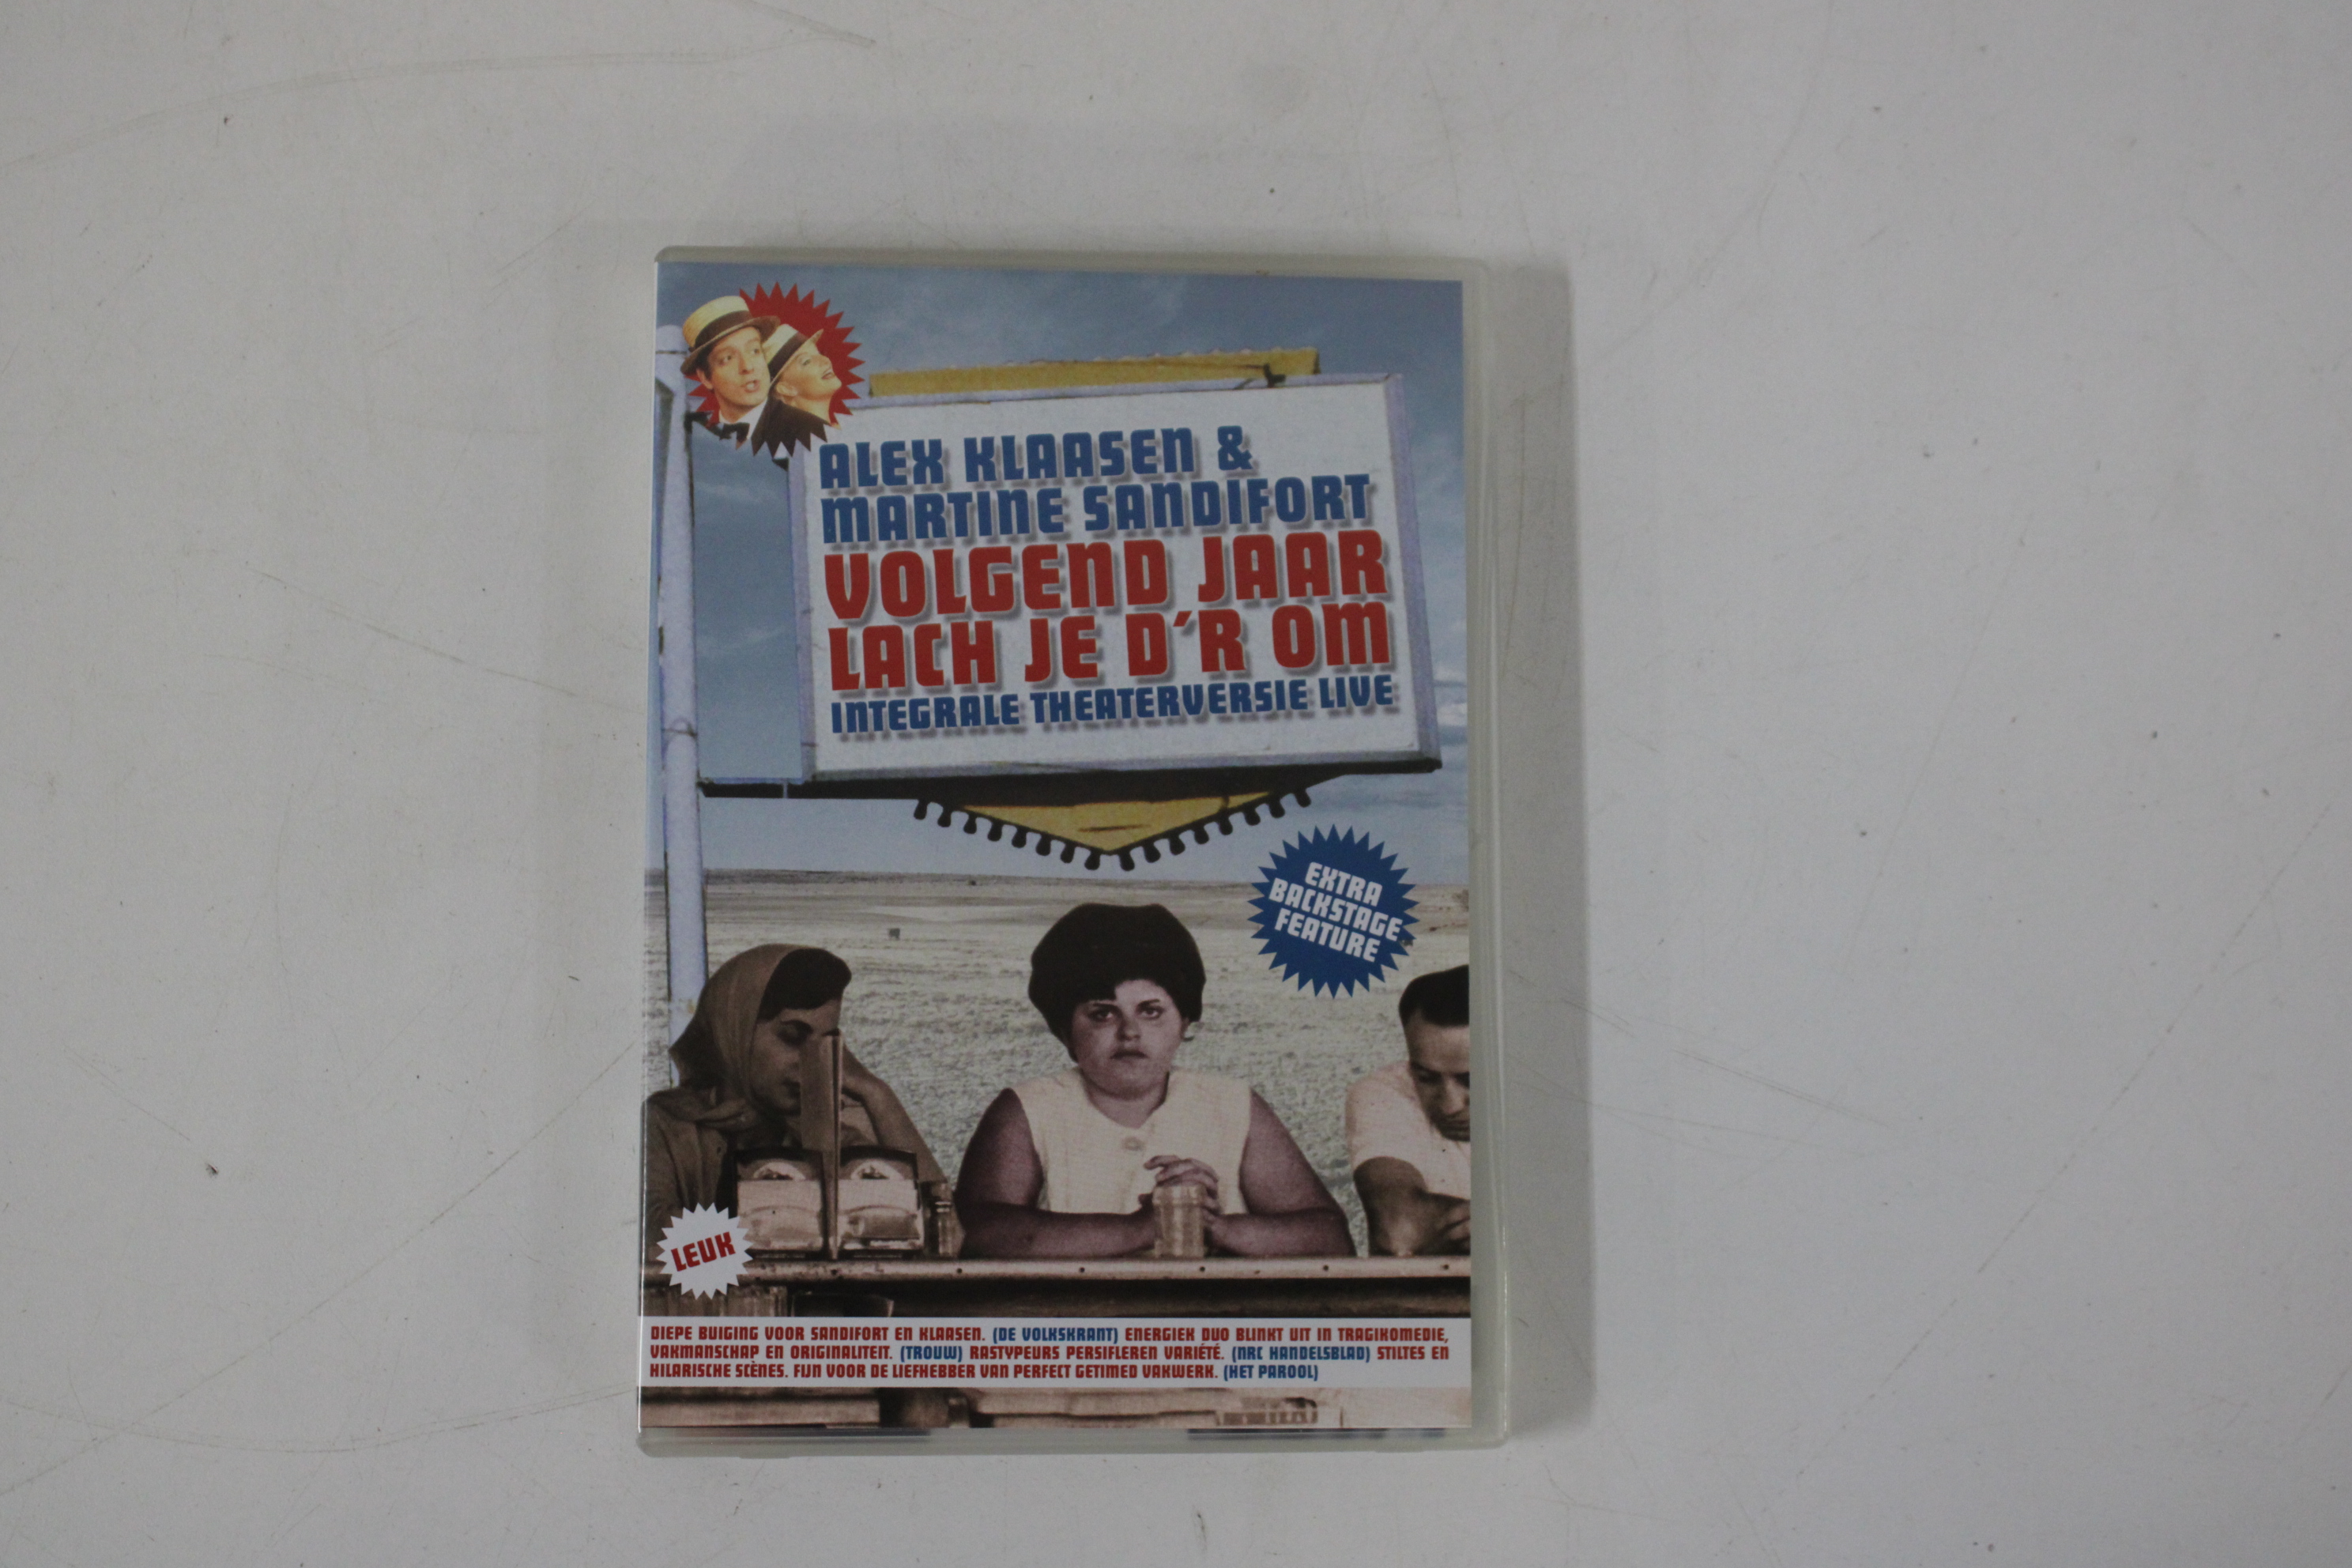 ALEX KLAASEN &
MARTINE SANDIFORT
VOLGEND JAAR
LACH JE D'R OM
INTEGRALE THEATERVERSIE LIVE
EXTRA
BACKSTAGE
FEATURE
LEUK
DIEPE BUIGING VOOR SANDIFORT EN KLAASEN. (DE VOLKSKRANT) ENERGIEK DUO BLINKT UIT IN TRAGIKOMEDIE,
VAKMANSCHAP EN ORIGINALITEIT. (TROUW) RASTYPEURS PERSIFLEREN VARIÉTÉ. (NRC HANDELSBLAD) STILTES EN
HILARISCHE SCÈNES. FIJN VOOR DE LIEFHEBBER VAN PERFECT GETIMED VAKWERK. (HET PAROOL)